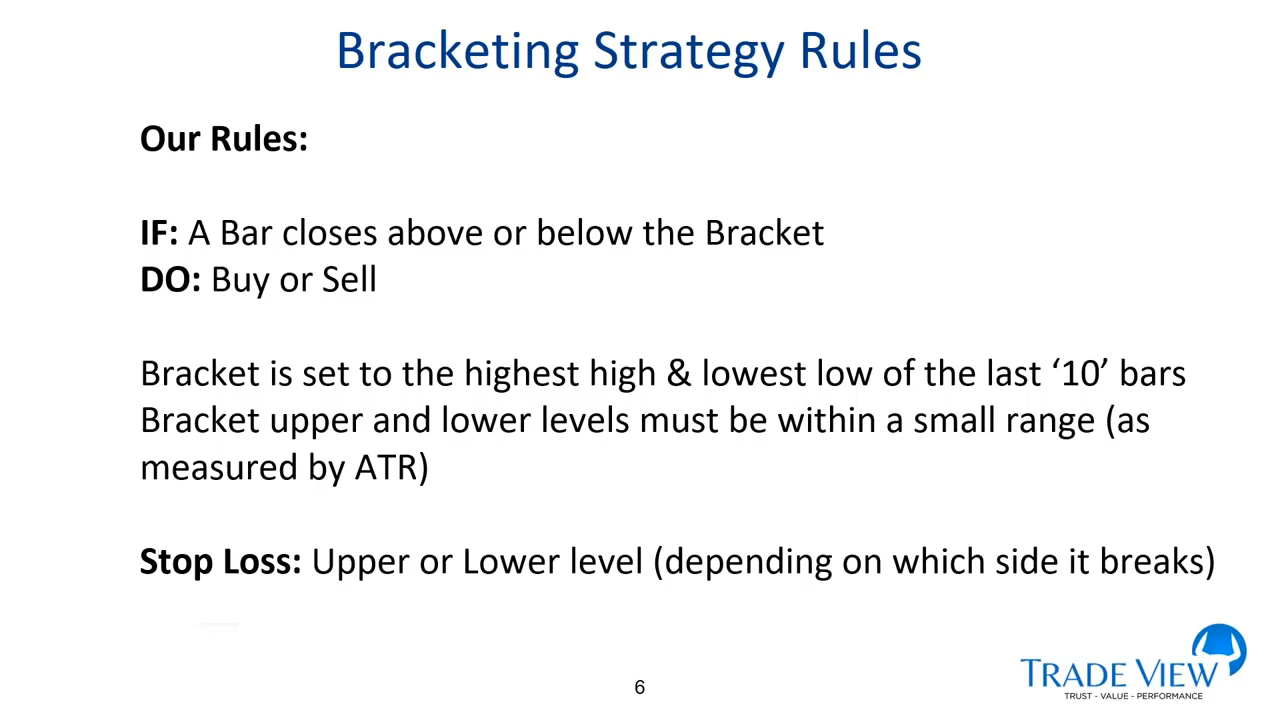 Bracketing Strategy Rules
Our Rules:
IF: A Bar closes above or below the Bracket
DO: Buy or Sell
Bracket is set to the highest high & lowest low of the last ‘10’ bars
Bracket upper and lower levels must be within a small range (as
measured by ATR)
Stop Loss: Upper or Lower level (depending on which side it breaks)
6
TRADE VIEW
TRUST - VALUE - PERFORMANCE